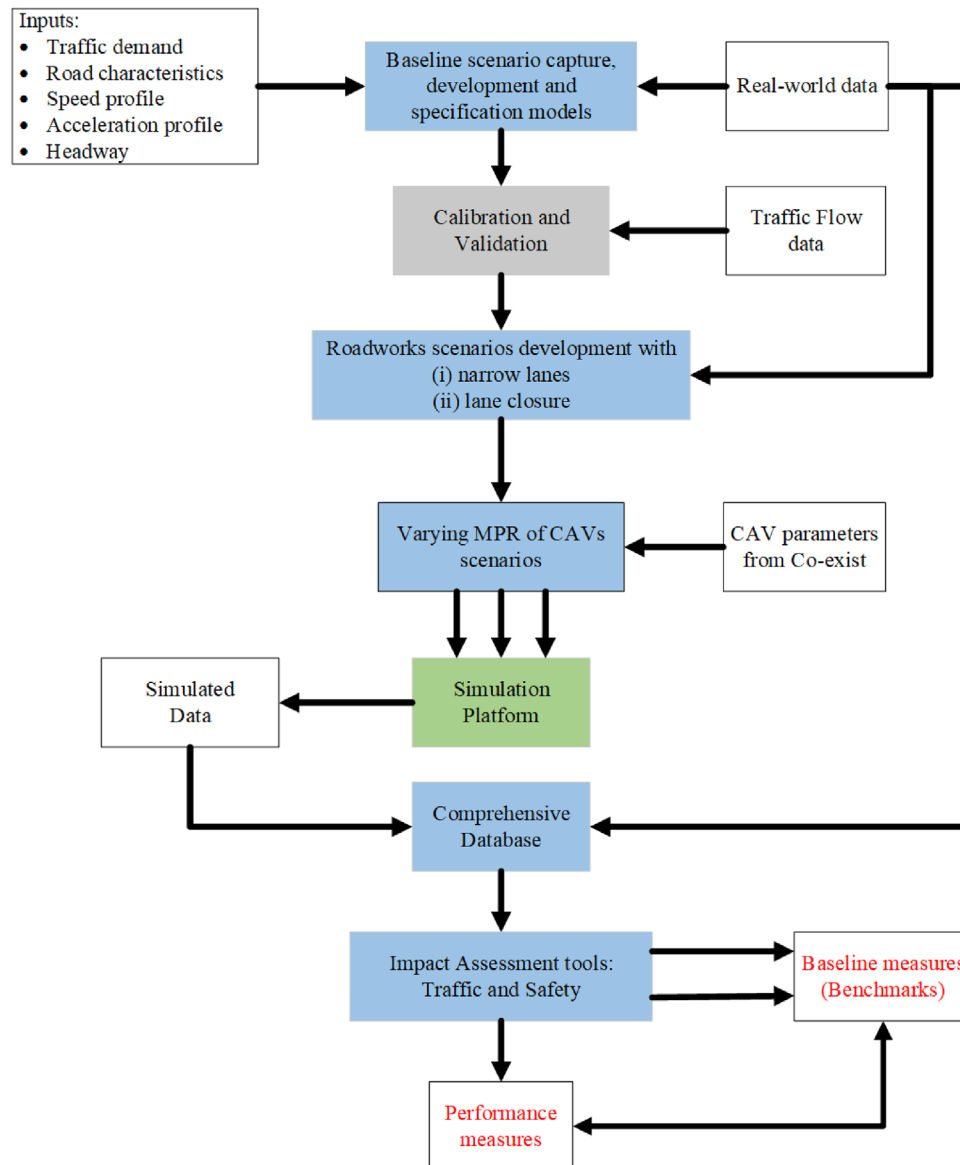 Inputs:
• Traffic demand
• Road characteristics
• Speed profile
• Acceleration profile
• Headway
Baseline scenario capture,
development and
specification models
Real-world data
Calibration and
Validation
Traffic Flow
data
Roadworks scenarios development with
(i) narrow lanes
(ii) lane closure
Varying MPR of CAVs
scenarios
CAV parameters
from Co-exist
Simulated
Data
Simulation
Platform
Comprehensive
Database
Impact Assessment tools:
Traffic and Safety
Baseline measures
(Benchmarks)
Performance
measures